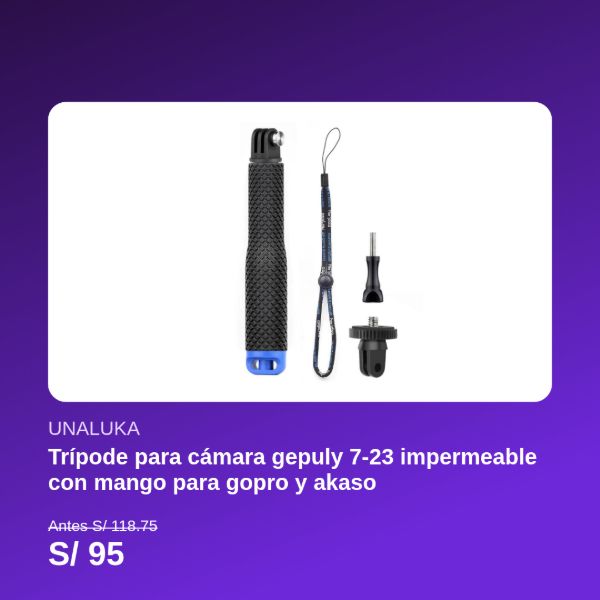 UNALUKA
Trípode para cámara gepuly 7-23 impermeable
con mango para gopro y akaso
Antes S/ 118.75
S/ 95